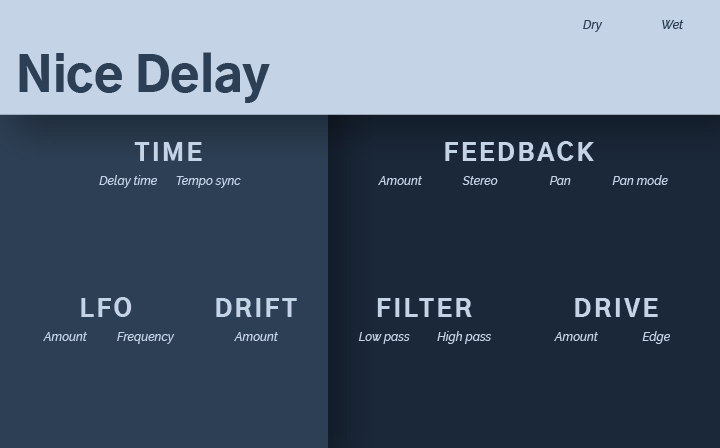 Dry Wet
Nice Delay
TIME
Delay time Tempo sync
FEEDBACK
Amount Stereo Pan Pan mode
LFO
Amount Frequency
DRIFT
Amount
FILTER
Low pass High pass
DRIVE
Amount Edge